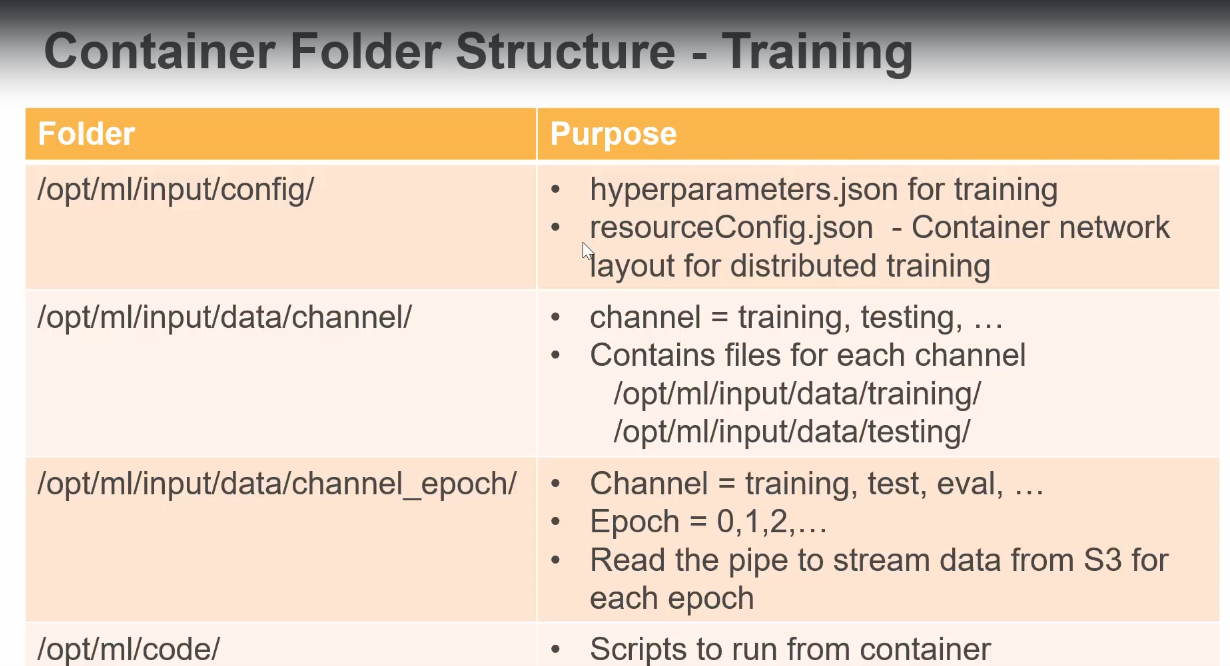 Container Folder Structure - Training
Folder
Purpose
/opt/ml/input/config/
• hyperparameters.json for training
• resourceConfig.json - Container network
layout for distributed training
/opt/ml/input/data/channel/
• channel = training, testing, …
• Contains files for each channel
/opt/ml/input/data/training/
/opt/ml/input/data/testing/
/opt/ml/input/data/channel_epoch/
• Channel = training, test, eval, …
• Epoch = 0,1,2,…
• Read the pipe to stream data from S3 for
each epoch
/opt/ml/code/
• Scripts to run from container